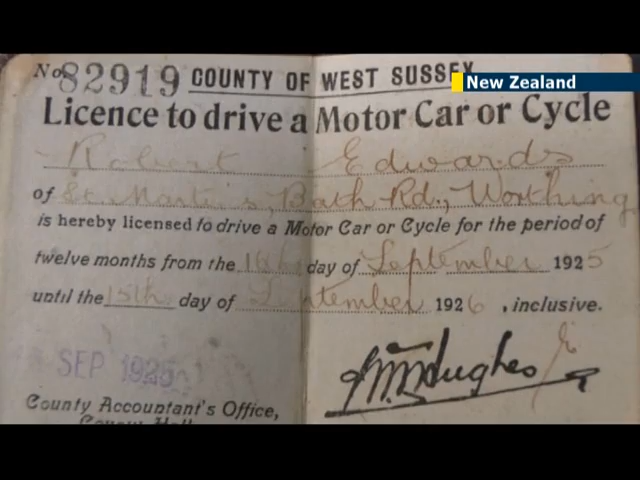 New Zealand
No. 82919 COUNTY OF WEST SUSSEX
Licence to drive a Motor Car or Cycle
Robert Edwards
of St. Martin's, Bath Rd., Worthing
is hereby licensed to drive a Motor Car or Cycle for the period of
twelve months from the 16th day of September 1925
until the 15th day of September 1926, inclusive.
SEP 1925
Hughes
County Accountant's Office,
County Hall